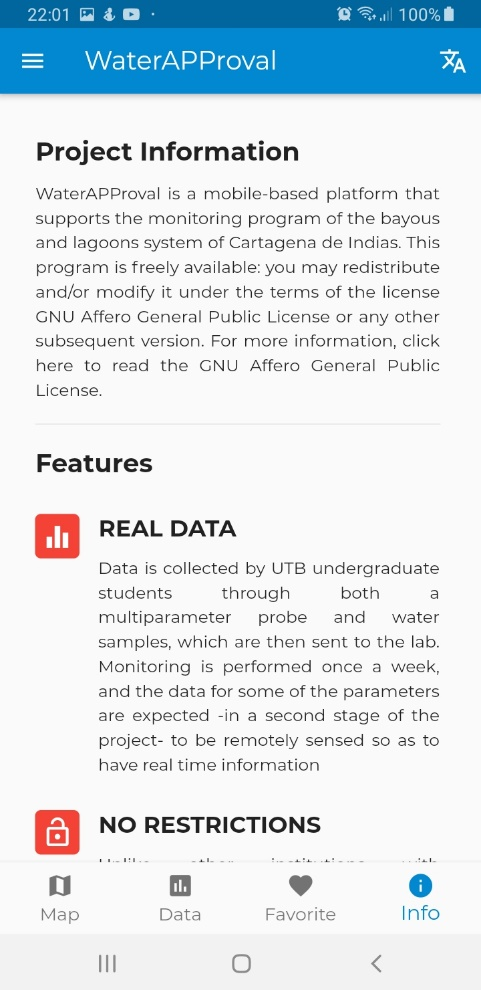 22:01
100%
WaterAPProval
Project Information
WaterAPProval is a mobile-based platform that
supports the monitoring program of the bayous
and lagoons system of Cartagena de Indias. This
program is freely available: you may redistribute
and/or modify it under the terms of the license
GNU Affero General Public License or any other
subsequent version. For more information, click
here to read the GNU Affero General Public
License.
Features
REAL DATA
Data is collected by UTB undergraduate
students through both a
multiparameter probe and water
samples, which are then sent to the lab.
Monitoring is performed once a week,
and the data for some of the parameters
are expected -in a second stage of the
project- to be remotely sensed so as to
have real time information
NO RESTRICTIONS
Unlike other institutions with
Map
Data
Favorite
Info